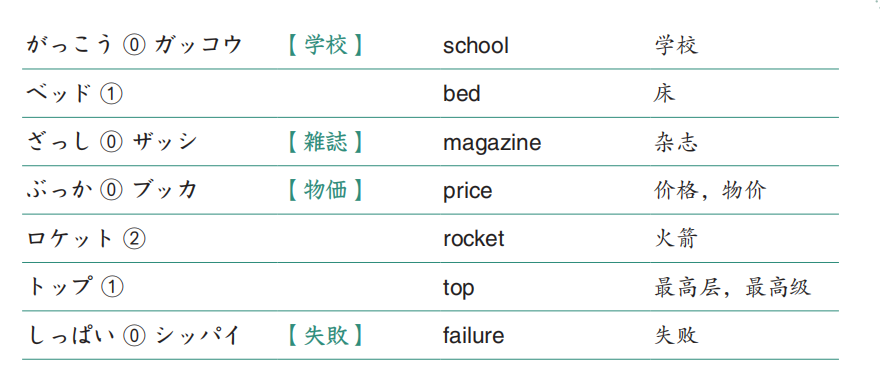 がっこう ⓪ ガッコウ 【学校】 school 学校
ベッド ① bed 床
ざっし ⓪ ザッシ 【雑誌】 magazine 杂志
ぶっか ⓪ ブッカ 【物価】 price 价格，物价
ロケット ② rocket 火箭
トップ ① top 最高层，最高级
しっぱい ⓪ シッパイ 【失敗】 failure 失败